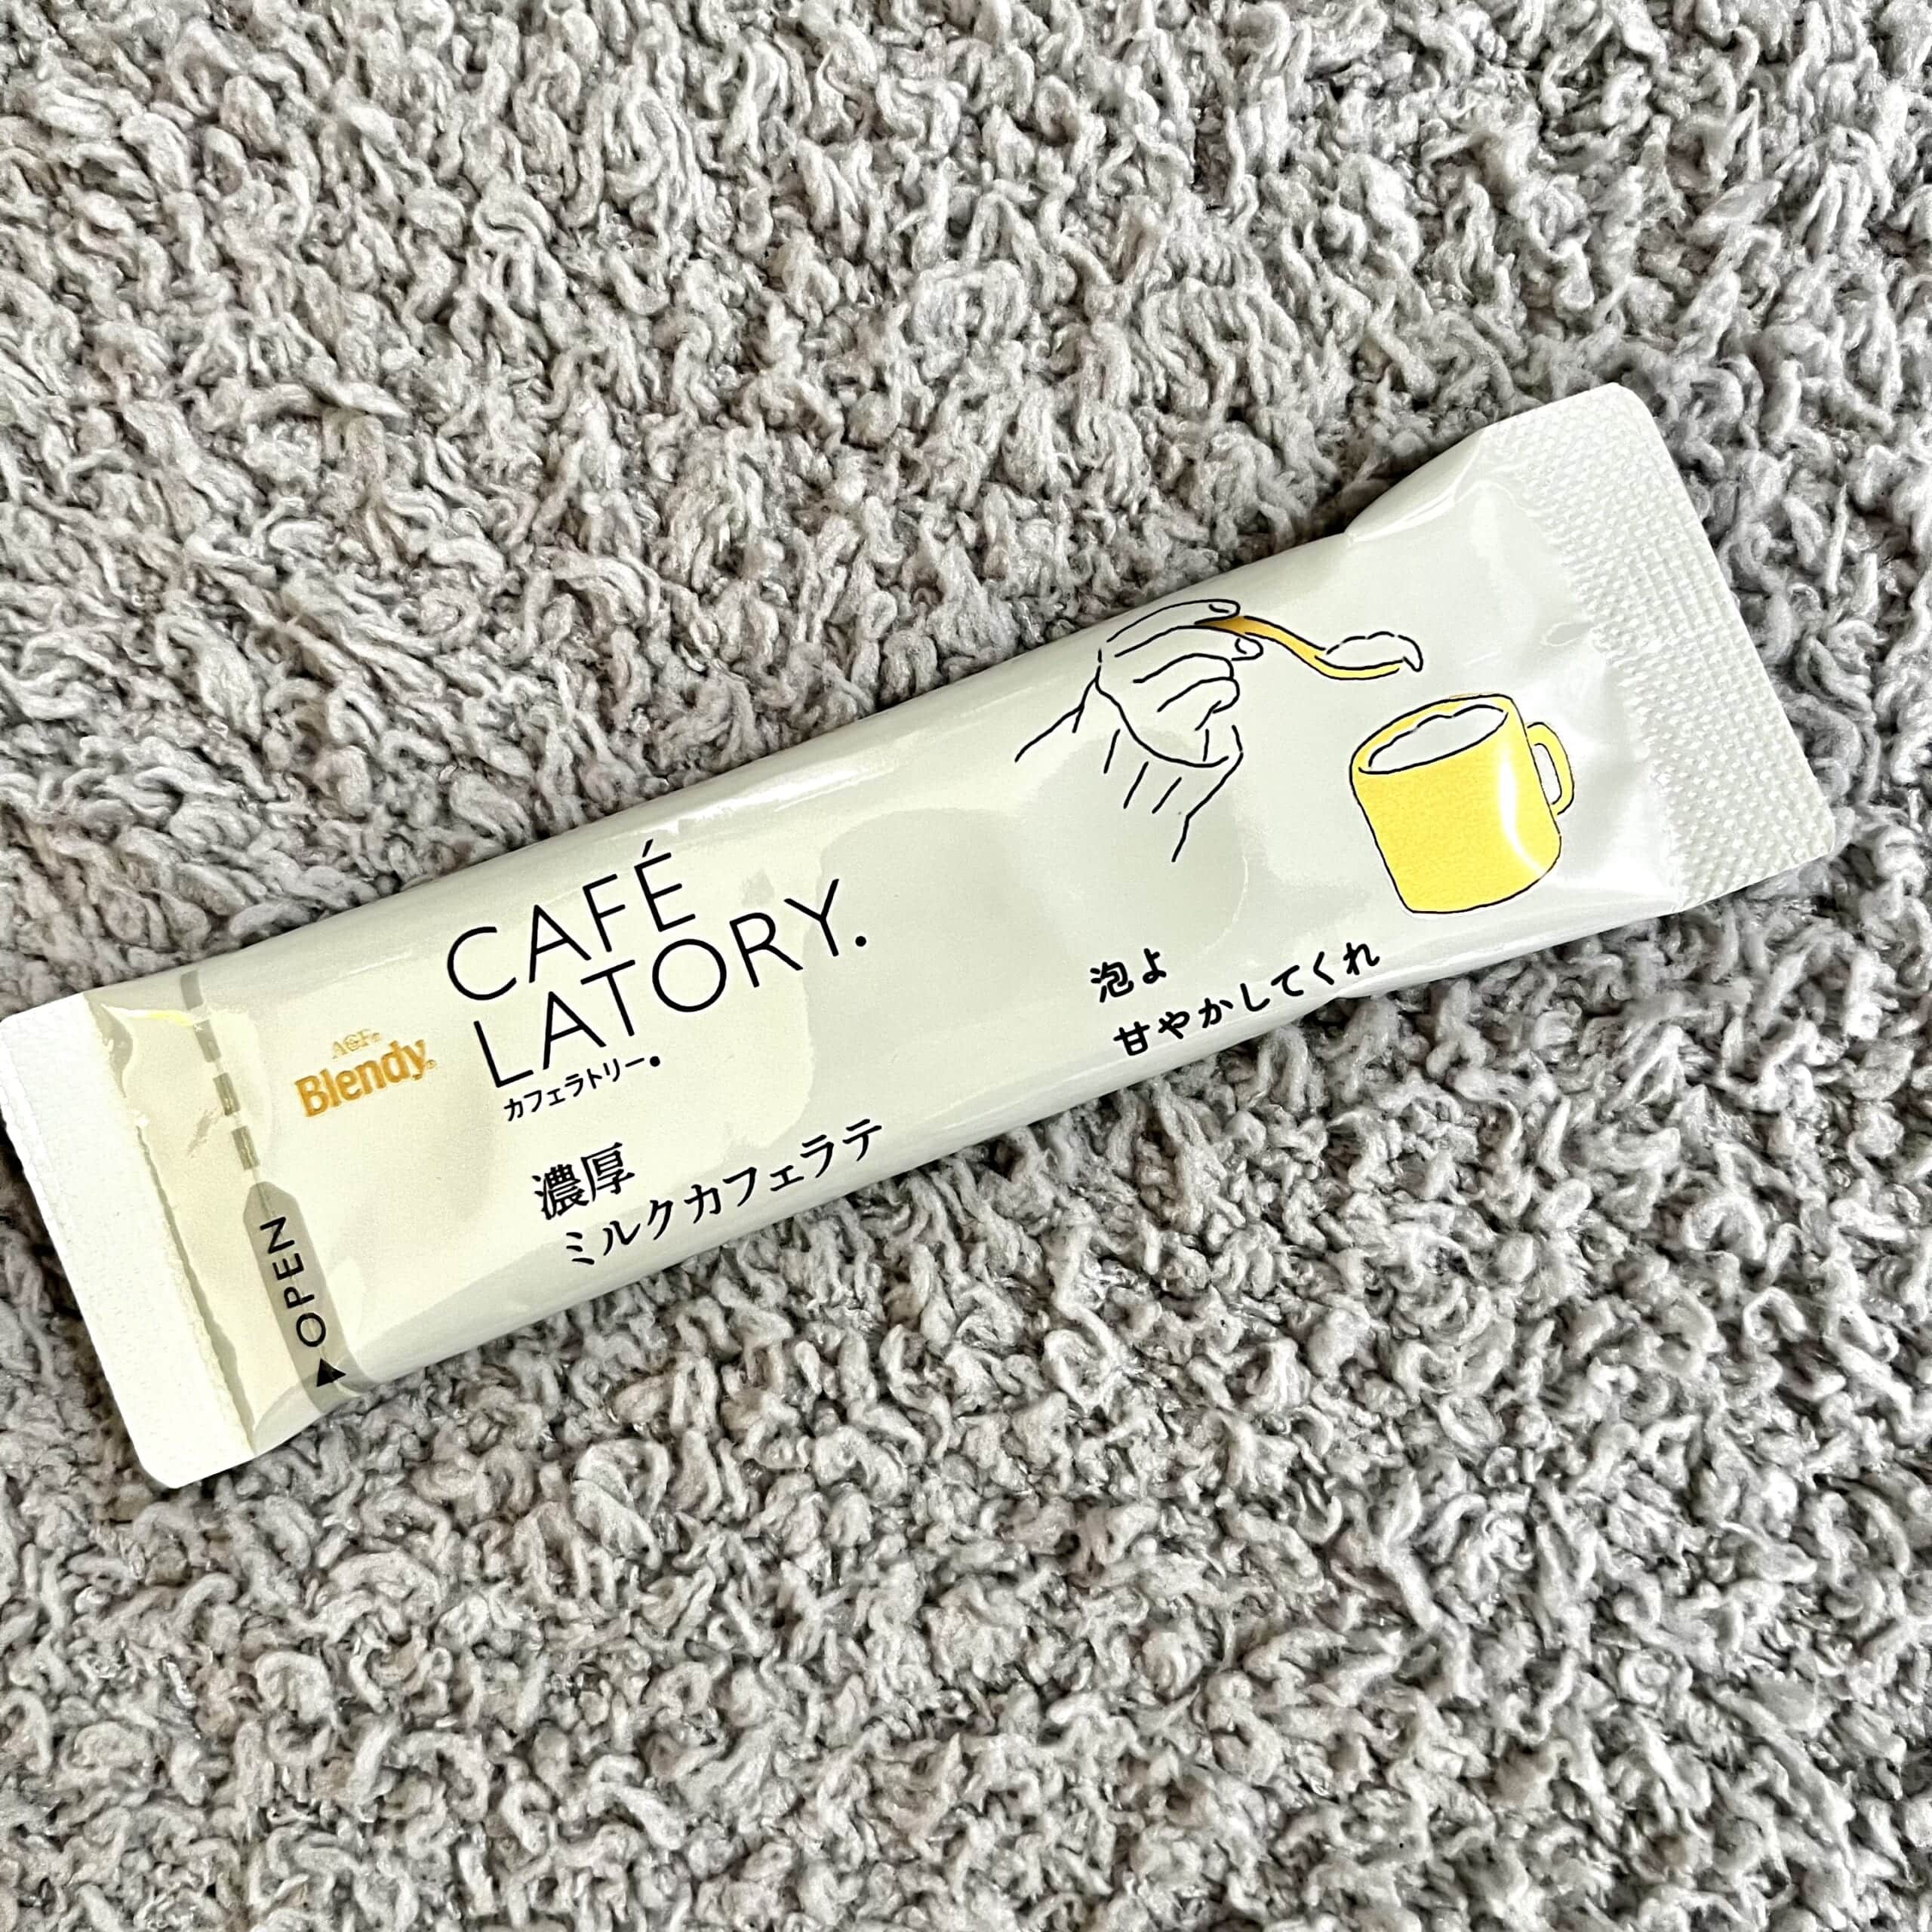 AGF®
Blendy®
CAFÉ
LATORY.
カフェラトリー●
濃厚
ミルクカフェラテ
泡よ
甘やかしてくれ
▶OPEN